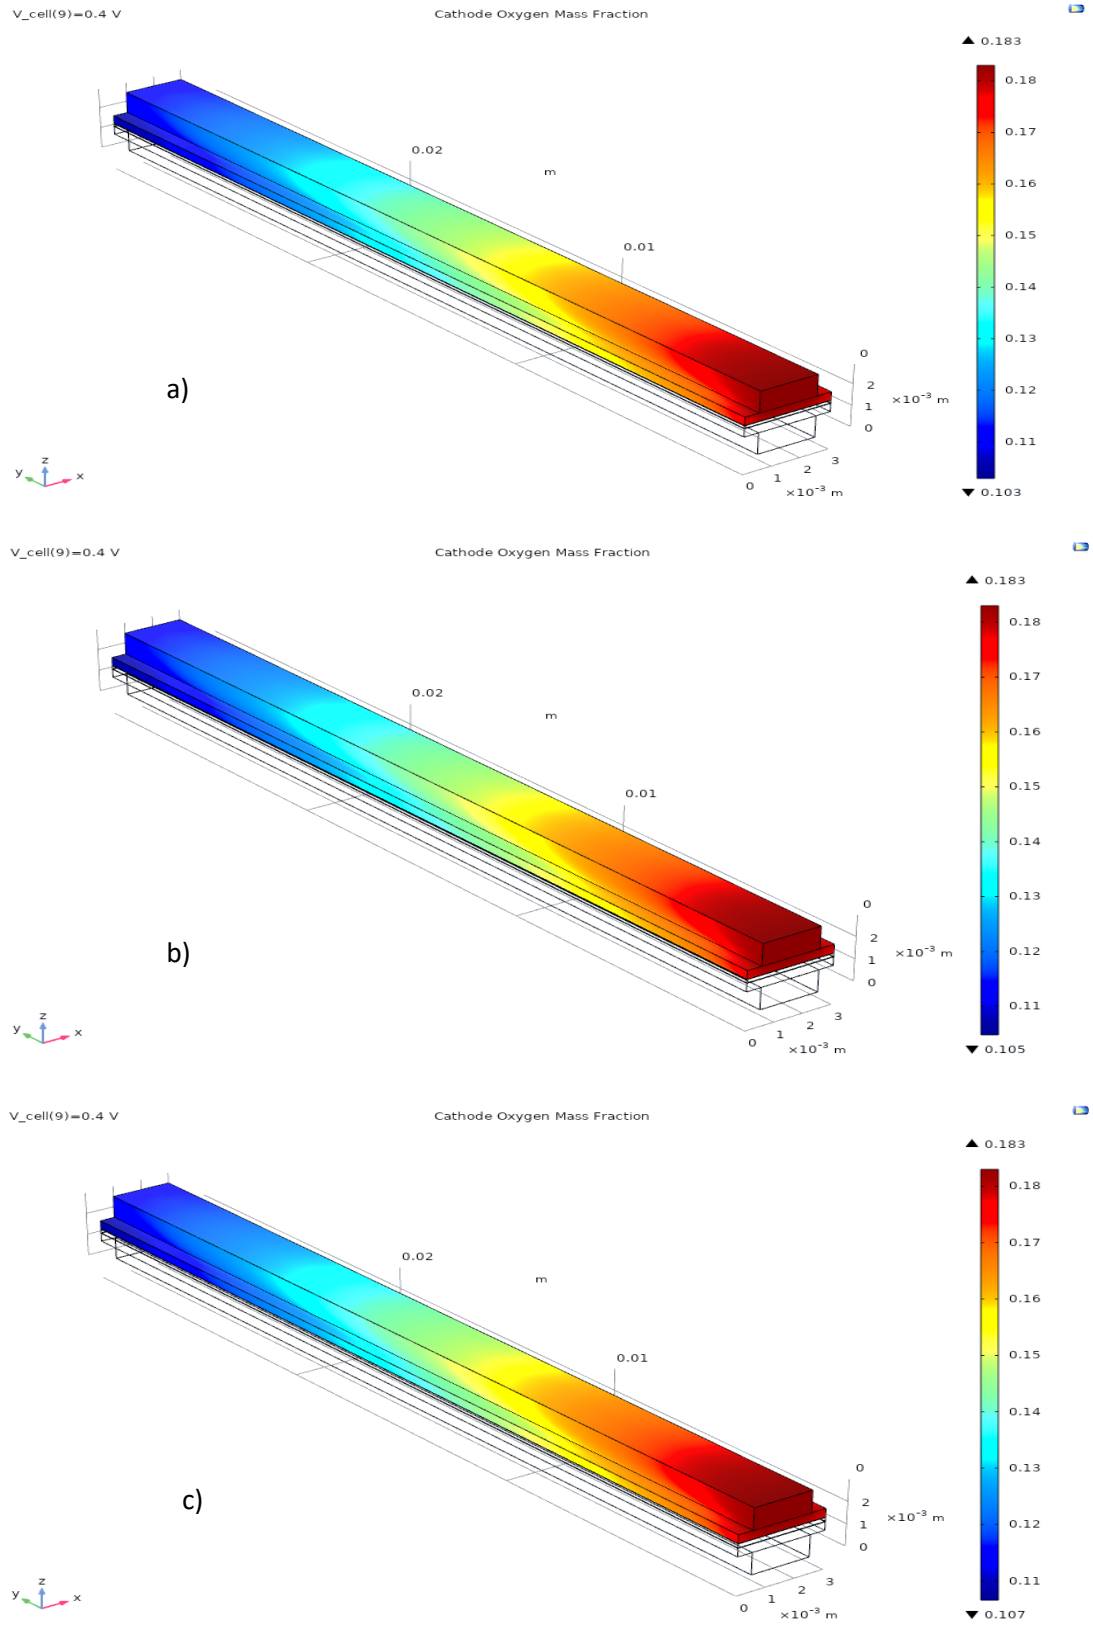 V_cell(9)=0.4 V
Cathode Oxygen Mass Fraction
▲ 0.183
0.18
0.17
0.16
0.15
0.14
0.13
0.12
0.11
▼ 0.103
0.02
m
0.01
0
2
1
0
×10⁻³ m
3
2
1
0
×10⁻³ m
a)
z
y
x
V_cell(9)=0.4 V
Cathode Oxygen Mass Fraction
▲ 0.183
0.18
0.17
0.16
0.15
0.14
0.13
0.12
0.11
▼ 0.105
0.02
m
0.01
0
2
1
0
×10⁻³ m
3
2
1
0
×10⁻³ m
b)
z
y
x
V_cell(9)=0.4 V
Cathode Oxygen Mass Fraction
▲ 0.183
0.18
0.17
0.16
0.15
0.14
0.13
0.12
0.11
▼ 0.107
0.02
m
0.01
0
2
1
0
×10⁻³ m
3
2
1
0
×10⁻³ m
c)
z
y
x